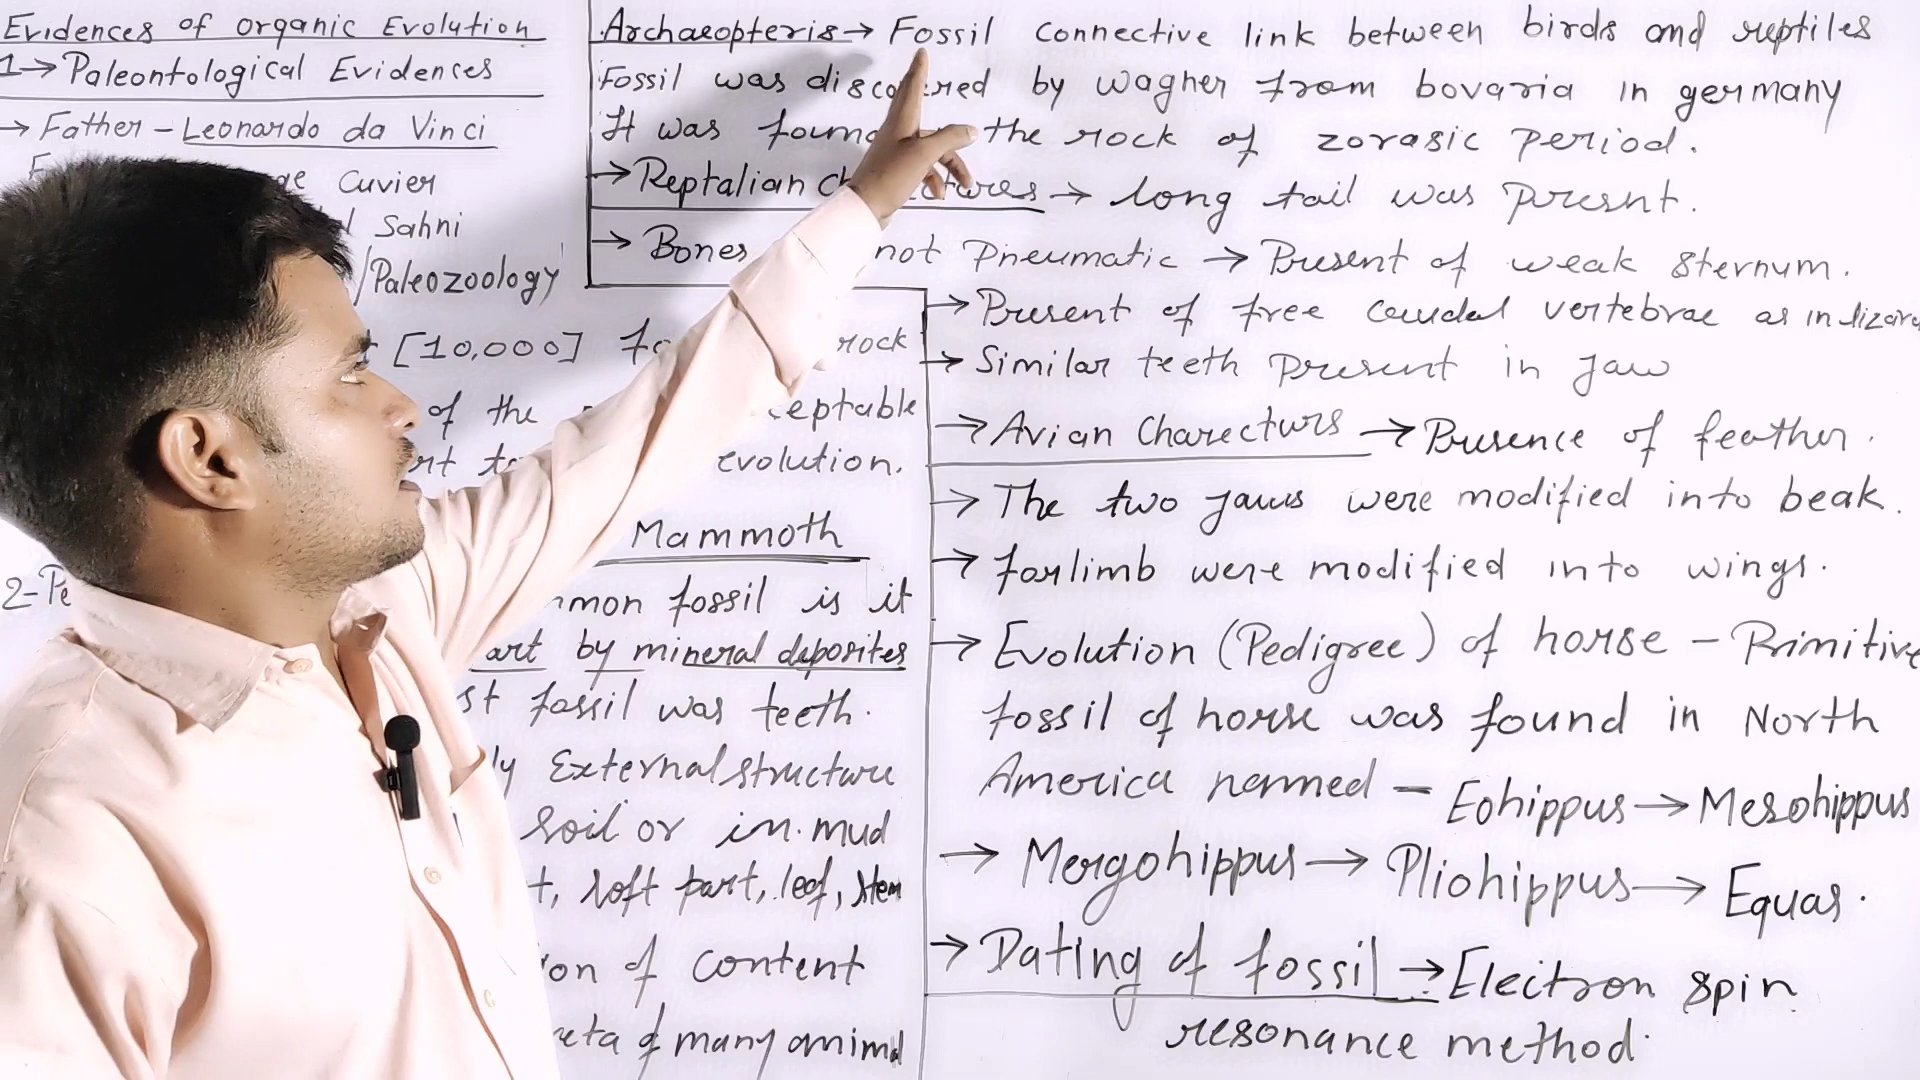 Evidences of organic Evolution
1→ Paleontological Evidences
→ Father - Leonardo da Vinci
Cuvier
Sahni
/Paleozoology
[10,000] rock
of the
evolution.
Mammoth
2-
fossil is it
by mineral deposites
fossil was teeth.
External structure
soil or in mud
soft part, leaf, stem
of content
of many animal
Archaeopteris → Fossil connective link between birds and reptiles
Fossil was by wagner from bovaria in germany
It was the rock of zorasic period.
→ Reptalian → long tail was present.
→ Bones not Pneumatic → Present of weak sternum.
→ Present of free caudal vertebrae as in
→ Similar teeth present in Jaw
→ Avian Charecturs → Presence of feather.
→ The two jaws were modified into beak.
→ forlimb were modified into wings.
→ Evolution (Pedigree) of horse - Primitive
fossil of horse was found in North
America named - Eohippus → Mesohippus
→ Mergohippus → Pliohippus → Equas.
→ Dating of fossil → Electron spin
resonance method.